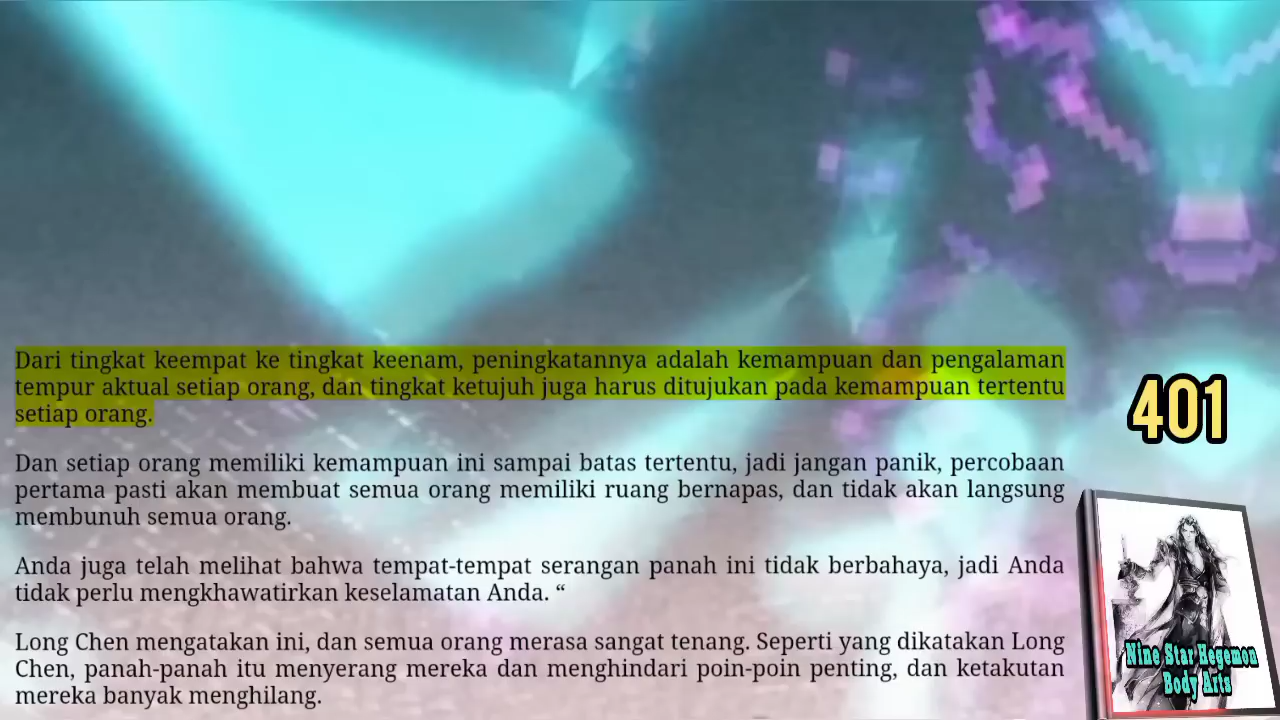 Dari tingkat keempat ke tingkat keenam, peningkatannya adalah kemampuan dan pengalaman
tempur aktual setiap orang, dan tingkat ketujuh juga harus ditujukan pada kemampuan tertentu
setiap orang.
Dan setiap orang memiliki kemampuan ini sampai batas tertentu, jadi jangan panik, percobaan
pertama pasti akan membuat semua orang memiliki ruang bernapas, dan tidak akan langsung
membunuh semua orang.
Anda juga telah melihat bahwa tempat-tempat serangan panah ini tidak berbahaya, jadi Anda
tidak perlu mengkhawatirkan keselamatan Anda. “
Long Chen mengatakan ini, dan semua orang merasa sangat tenang. Seperti yang dikatakan Long
Chen, panah-panah itu menyerang mereka dan menghindari poin-poin penting, dan ketakutan
mereka banyak menghilang.
401
Nine Star Hegemon
Body Arts